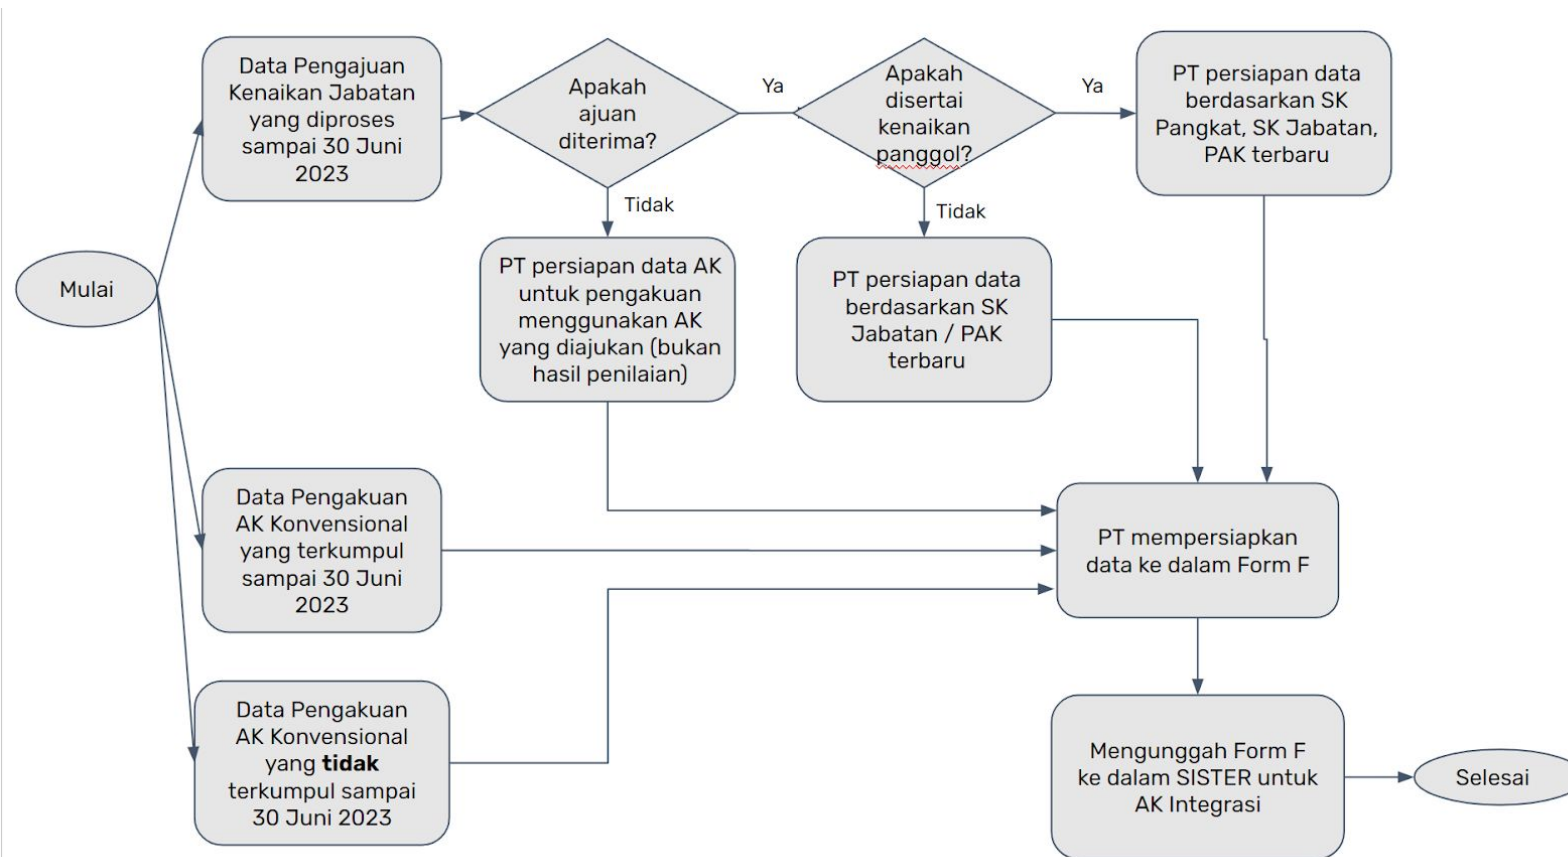 Data Pengajuan
Kenaikan Jabatan
yang diproses
sampai 30 Juni
2023
Apakah
ajuan
diterima?
Ya
Apakah
disertai
kenaikan
panggol?
Ya
PT persiapan data
berdasarkan SK
Pangkat, SK Jabatan,
PAK terbaru
Tidak
Tidak
Mulai
PT persiapan data AK
untuk pengakuan
menggunakan AK
yang diajukan (bukan
hasil penilaian)
PT persiapan data
berdasarkan SK
Jabatan / PAK
terbaru
Data Pengakuan
AK Konvensional
yang terkumpul
sampai 30 Juni
2023
PT mempersiapkan
data ke dalam Form F
Data Pengakuan
AK Konvensional
yang tidak
terkumpul sampai
30 Juni 2023
Mengunggah Form F
ke dalam SISTER untuk
AK Integrasi
Selesai